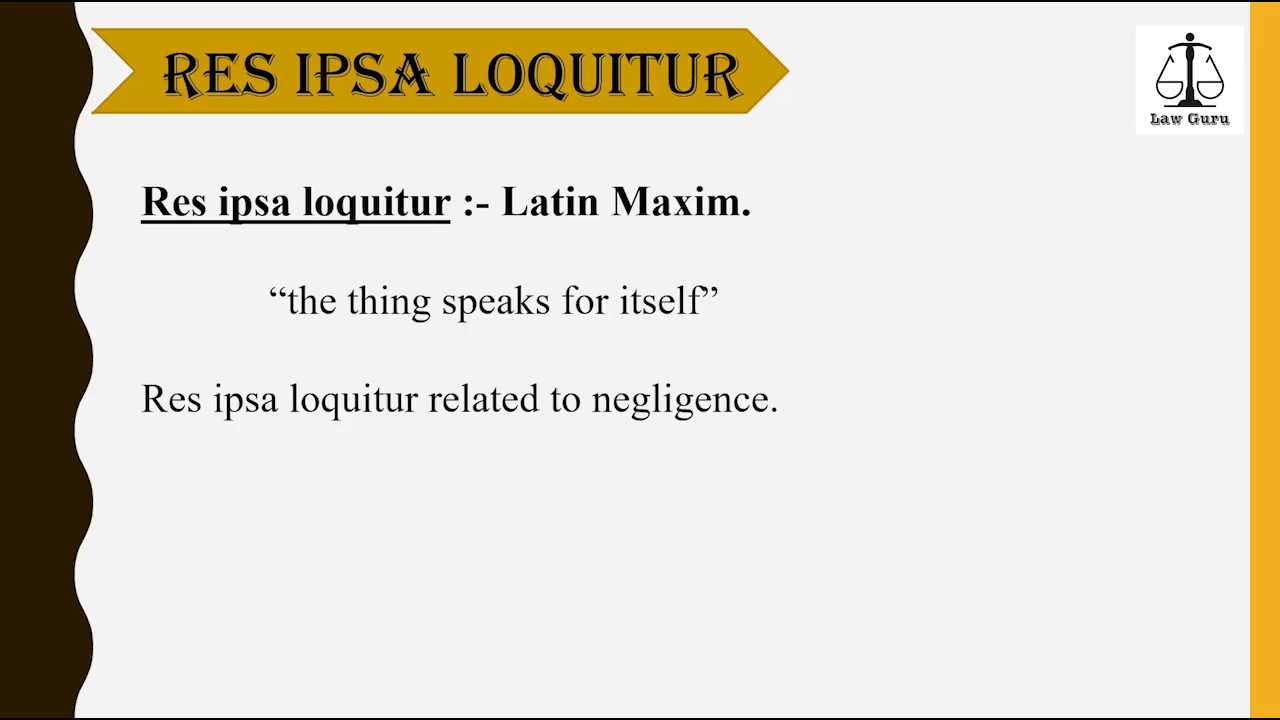 RES IPSA LOQUITUR
Law Guru
Res ipsa loquitur :- Latin Maxim.
“the thing speaks for itself”
Res ipsa loquitur related to negligence.